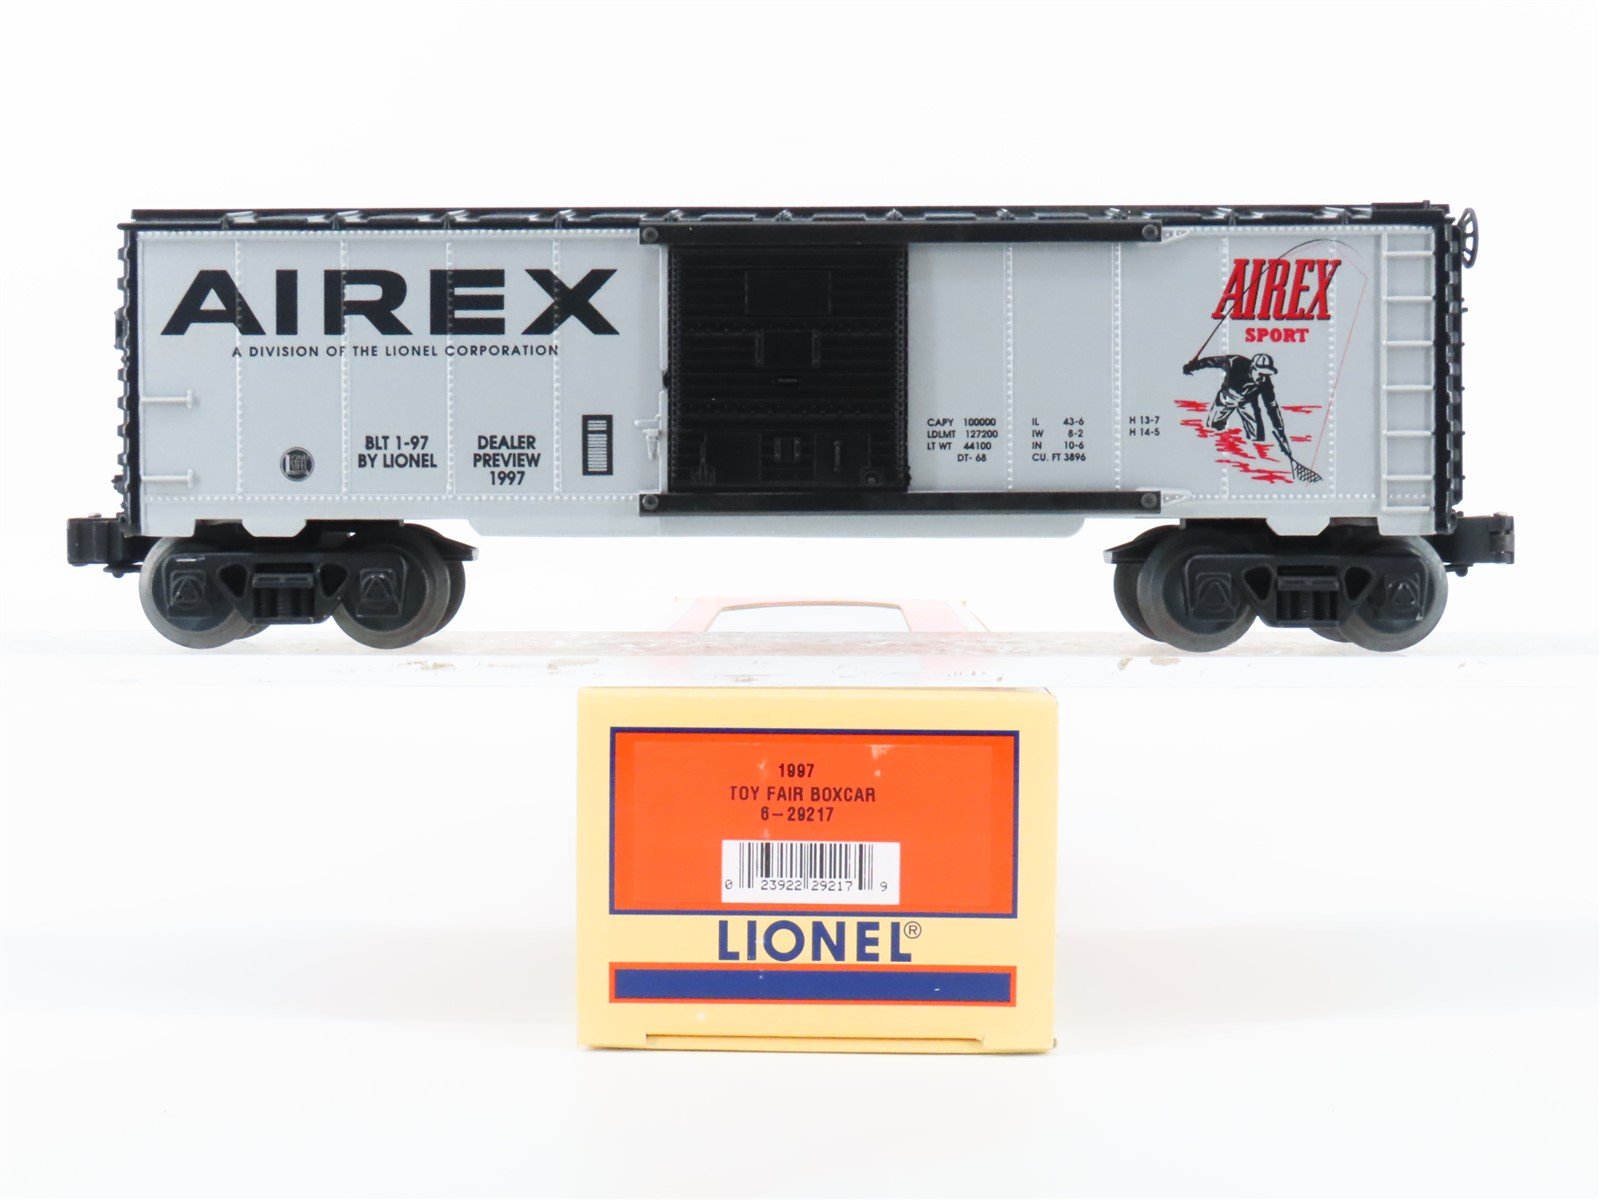 AIREX
A DIVISION OF THE LIONEL CORPORATION
BLT 1-97
BY LIONEL
DEALER
PREVIEW
1997
CAPY 100000
LDLMT 127200
LT WT 44100
DT- 68
IL 43-6
IW 8-2
IN 10-6
CU. FT 3896
H 13-7
H 14-5
AIREX
SPORT
1997
TOY FAIR BOXCAR
6-29217
0 23922 29217 9
LIONEL®